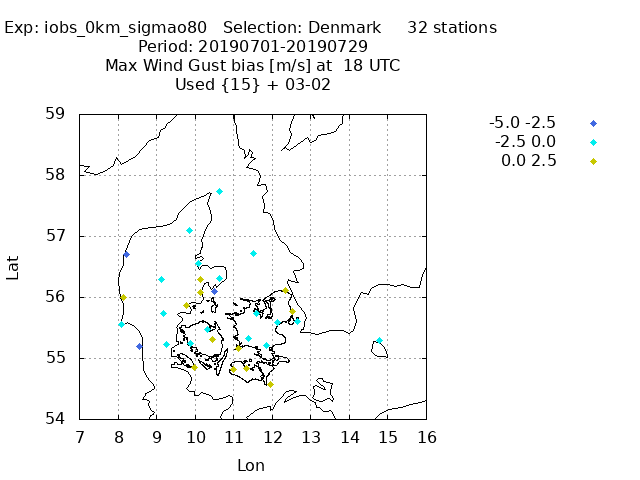 Exp: iobs_0km_sigmao80 Selection: Denmark 32 stations
Period: 20190701-20190729
Max Wind Gust bias [m/s] at 18 UTC
Used {15} + 03-02
-5.0 -2.5
-2.5 0.0
0.0 2.5
59
58
57
56
55
54
Lat
7 8 9 10 11 12 13 14 15 16
Lon